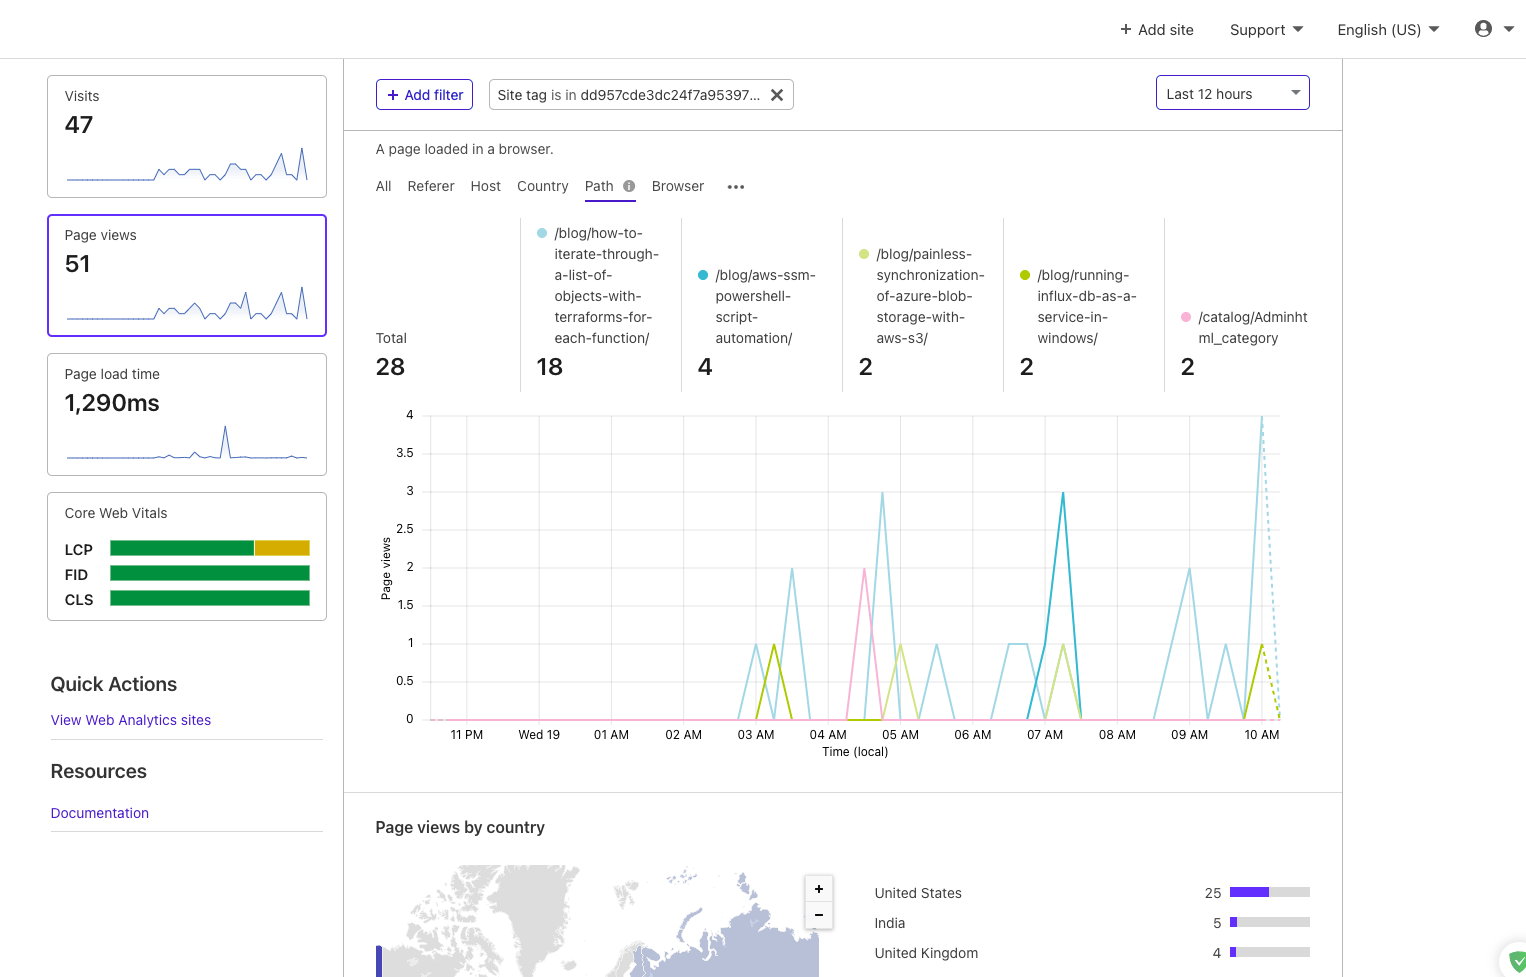 + Add site
Support
English (US)
Visits
47
Page views
51
Page load time
1,290ms
Core Web Vitals
LCP
FID
CLS
Quick Actions
View Web Analytics sites
Resources
Documentation
+ Add filter
Site tag is in dd957cde3dc24f7a95397...
Last 12 hours
A page loaded in a browser.
All Referer Host Country Path i Browser ...
Total
28
/blog/how-to-
iterate-through-
a-list-of-
objects-with-
terraforms-for-
each-function/
18
/blog/aws-ssm-
powershell-
script-
automation/
4
/blog/painless-
synchronization-
of-azure-blob-
storage-with-
aws-s3/
2
/blog/running-
influx-db-as-a-
service-in-
windows/
2
/catalog/Adminht
ml_category
2
Page views
4
3.5
3
2.5
2
1.5
1
0.5
0
11 PM Wed 19 01 AM 02 AM 03 AM 04 AM 05 AM 06 AM 07 AM 08 AM 09 AM 10 AM
Time (local)
Page views by country
+
−
United States 25
India 5
United Kingdom 4